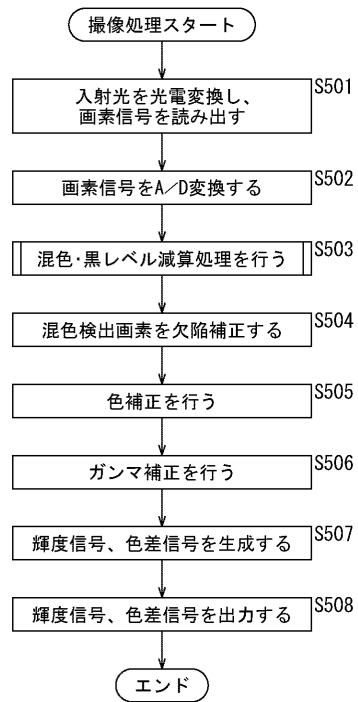 撮像処理スタート
S501
入射光を光電変換し、
画素信号を読み出す
S502
画素信号をA/D変換する
S503
混色・黒レベル減算処理を行う
S504
混色検出画素を欠陥補正する
S505
色補正を行う
S506
ガンマ補正を行う
S507
輝度信号、色差信号を生成する
S508
輝度信号、色差信号を出力する
エンド